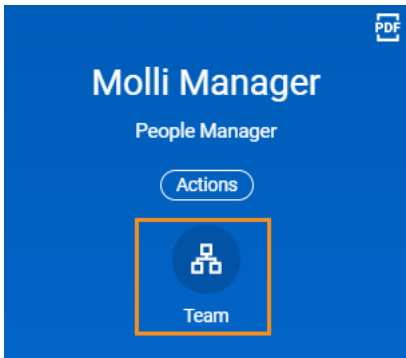 PDF
Molli Manager
People Manager
Actions
Team